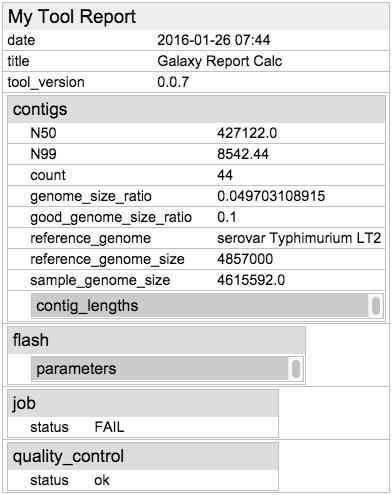 My Tool Report
date 2016-01-26 07:44
title Galaxy Report Calc
tool_version 0.0.7
contigs
N50 427122.0
N99 8542.44
count 44
genome_size_ratio 0.049703108915
good_genome_size_ratio 0.1
reference_genome serovar Typhimurium LT2
reference_genome_size 4857000
sample_genome_size 4615592.0
contig_lengths
flash
parameters
job
status FAIL
quality_control
status ok